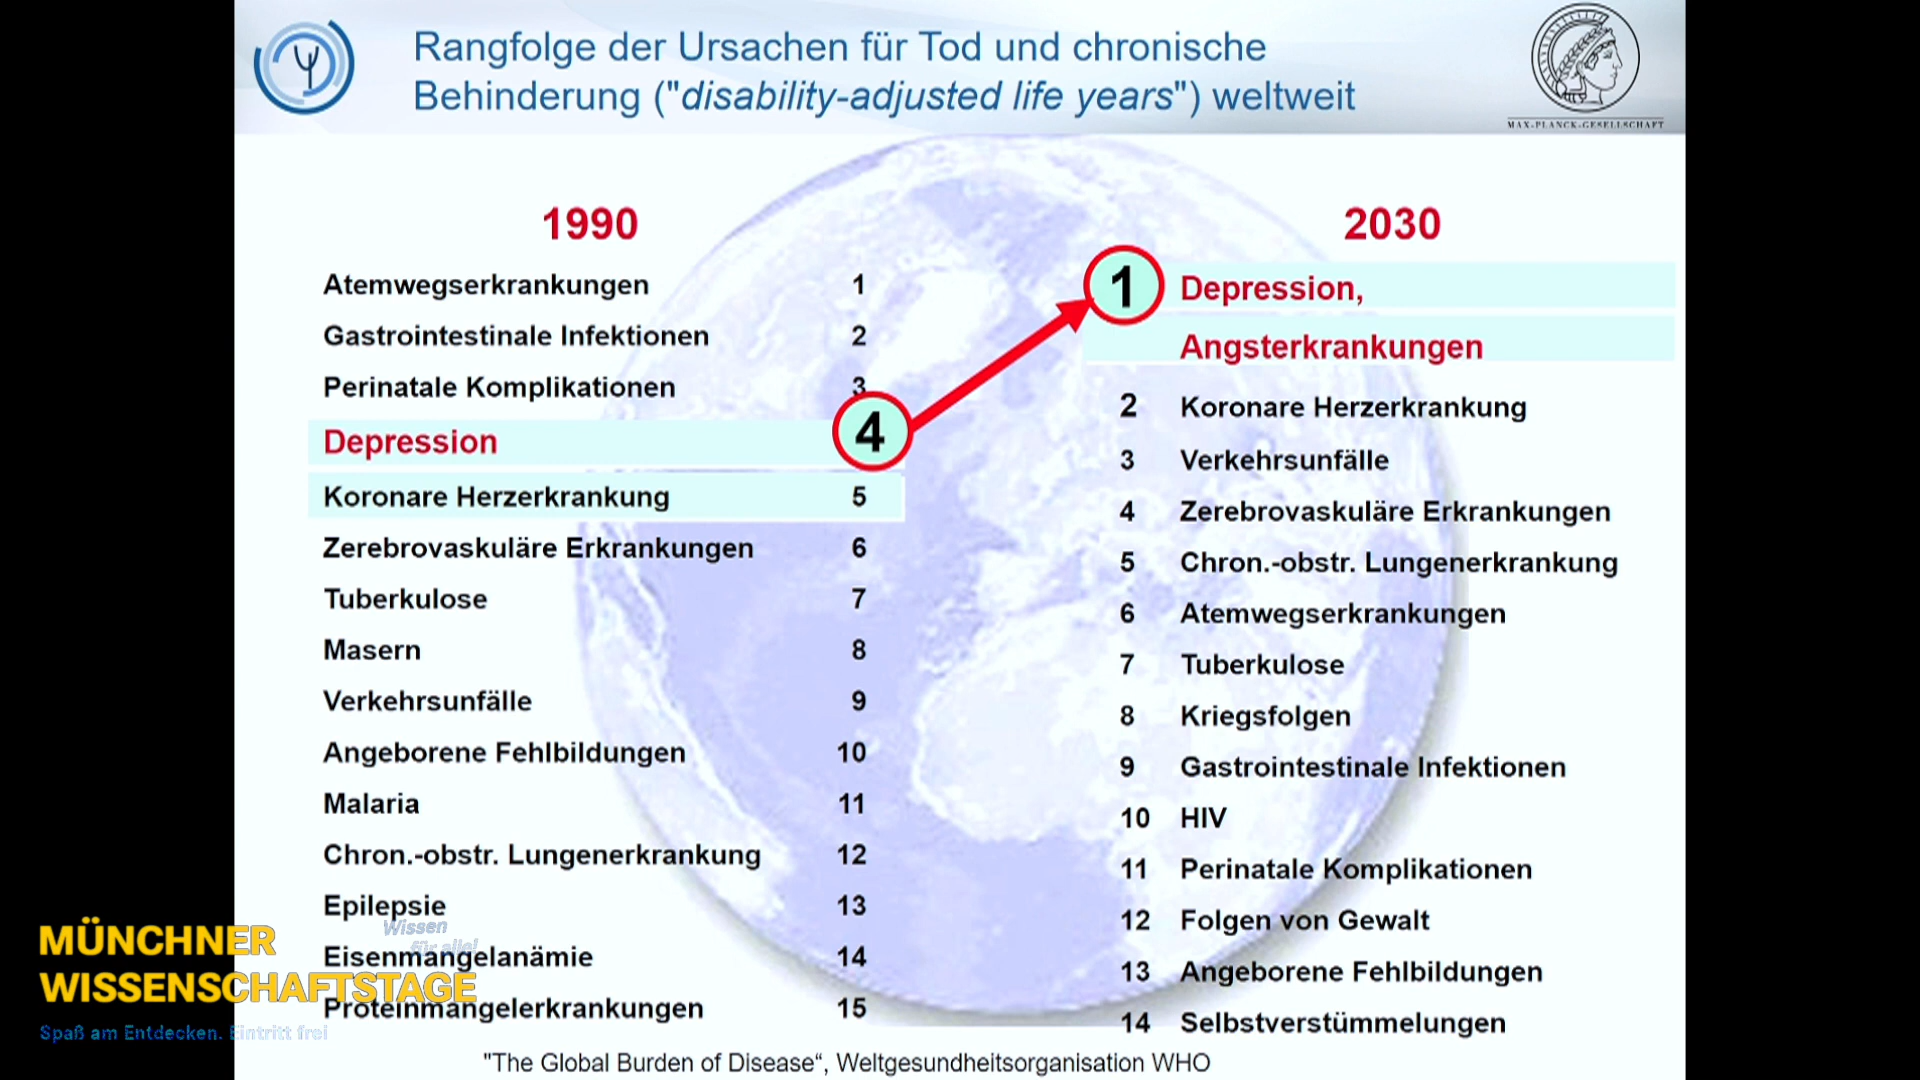 Rangfolge der Ursachen für Tod und chronische
Behinderung ("disability-adjusted life years") weltweit
MAX-PLANCK-GESELLSCHAFT
1990
Atemwegserkrankungen 1
Gastrointestinale Infektionen 2
Perinatale Komplikationen 3
Depression 4
Koronare Herzerkrankung 5
Zerebrovaskuläre Erkrankungen 6
Tuberkulose 7
Masern 8
Verkehrsunfälle 9
Angeborene Fehlbildungen 10
Malaria 11
Chron.-obstr. Lungenerkrankung 12
Epilepsie 13
Eisenmangelanämie 14
Proteinmangelerkrankungen 15
2030
1 Depression,
Angsterkrankungen
2 Koronare Herzerkrankung
3 Verkehrsunfälle
4 Zerebrovaskuläre Erkrankungen
5 Chron.-obstr. Lungenerkrankung
6 Atemwegserkrankungen
7 Tuberkulose
8 Kriegsfolgen
9 Gastrointestinale Infektionen
10 HIV
11 Perinatale Komplikationen
12 Folgen von Gewalt
13 Angeborene Fehlbildungen
14 Selbstverstümmelungen
"The Global Burden of Disease“, Weltgesundheitsorganisation WHO
Wissen
für alle!
MÜNCHNER
WISSENSCHAFTSTAGE
Spaß am Entdecken. Eintritt frei